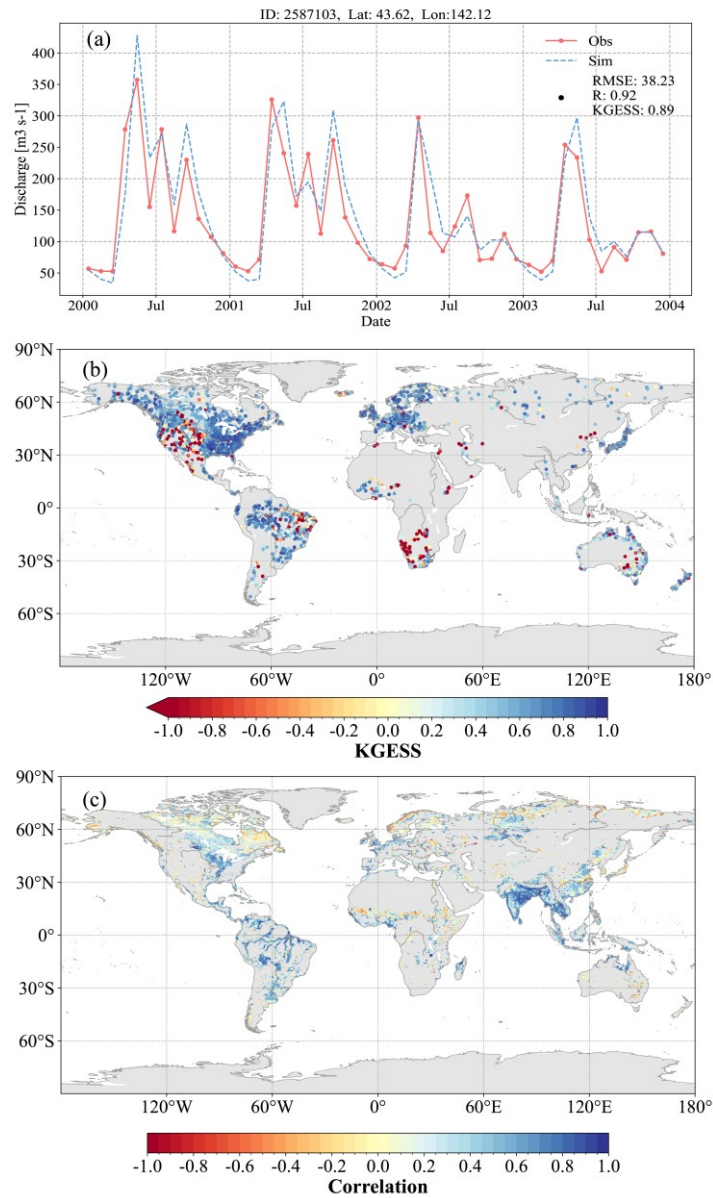 ID: 2587103, Lat: 43.62, Lon:142.12
(a)
Obs
Sim
RMSE: 38.23
R: 0.92
KGESS: 0.89
Discharge [m3 s-1]
400
350
300
250
200
150
100
50
2000 Jul 2001 Jul 2002 Jul 2003 Jul 2004
Date
(b)
90°N
60°N
30°N
0°
30°S
60°S
120°W 60°W 0° 60°E 120°E 180°
-1.0 -0.8 -0.6 -0.4 -0.2 0.0 0.2 0.4 0.6 0.8 1.0
KGESS
(c)
90°N
60°N
30°N
0°
30°S
60°S
120°W 60°W 0° 60°E 120°E 180°
-1.0 -0.8 -0.6 -0.4 -0.2 0.0 0.2 0.4 0.6 0.8 1.0
Correlation